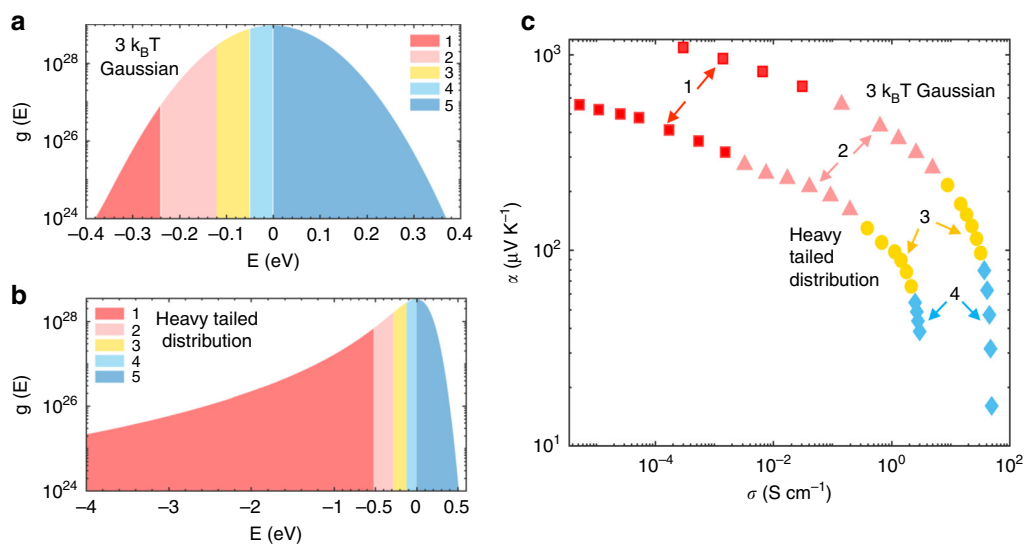 a
3 k_BT
Gaussian
1
2
3
4
5
10^28
10^26
10^24
g (E)
−0.4 −0.3 −0.2 −0.1 0 0.1 0.2 0.3 0.4
E (eV)
b
1
2
3
4
5
Heavy tailed
distribution
10^28
10^26
10^24
g (E)
−4 −3 −2 −1 −0.5 0 0.5
E (eV)
c
10^3
10^2
10^1
α (μV K^−1)
1
3 k_BT Gaussian
2
3
Heavy
tailed
distribution
4
10^−4 10^−2 10^0 10^2
σ (S cm^−1)